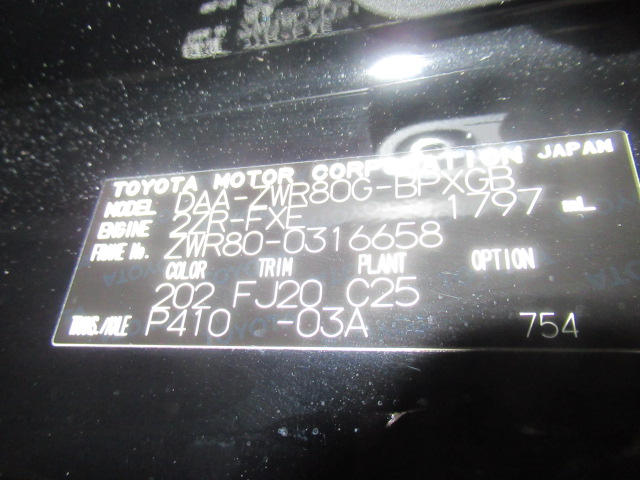 TOYOTA MOTOR CORPORATION JAPAN
MODEL DAA-ZWR80G-BPXGB
ENGINE 2ZR-FXE 1797 mL
FRAME No. ZWR80-0316658
COLOR TRIM PLANT OPTION
202 FJ20 C25
TRANS./AXLE P410 -03A 754